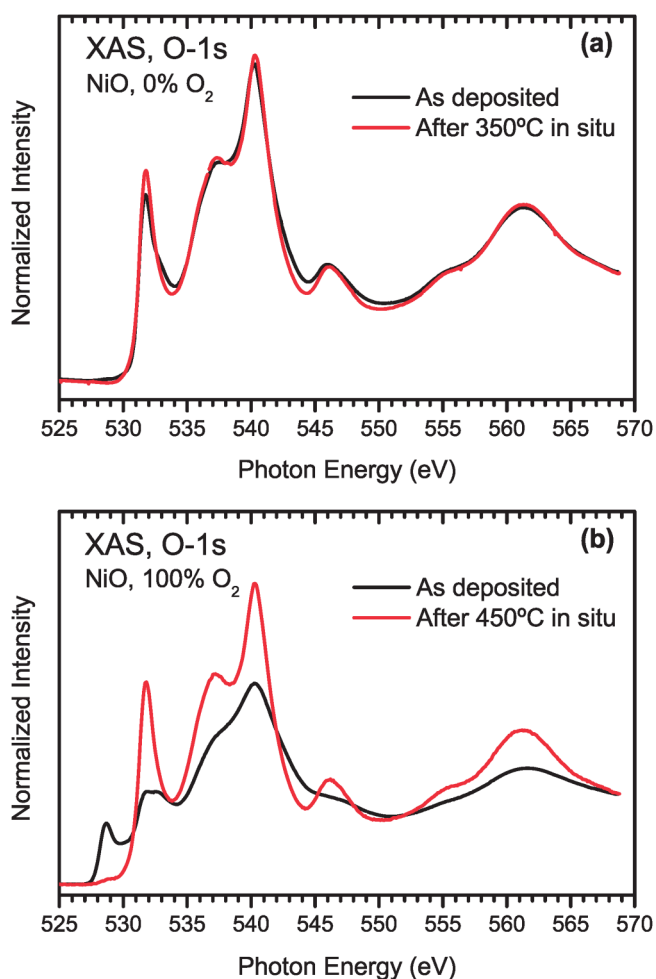 XAS, O-1s
(a)
NiO, 0% O2
As deposited
After 350ºC in situ
Normalized Intensity
525 530 535 540 545 550 555 560 565 570
Photon Energy (eV)
XAS, O-1s
(b)
NiO, 100% O2
As deposited
After 450ºC in situ
Normalized Intensity
525 530 535 540 545 550 555 560 565 570
Photon Energy (eV)